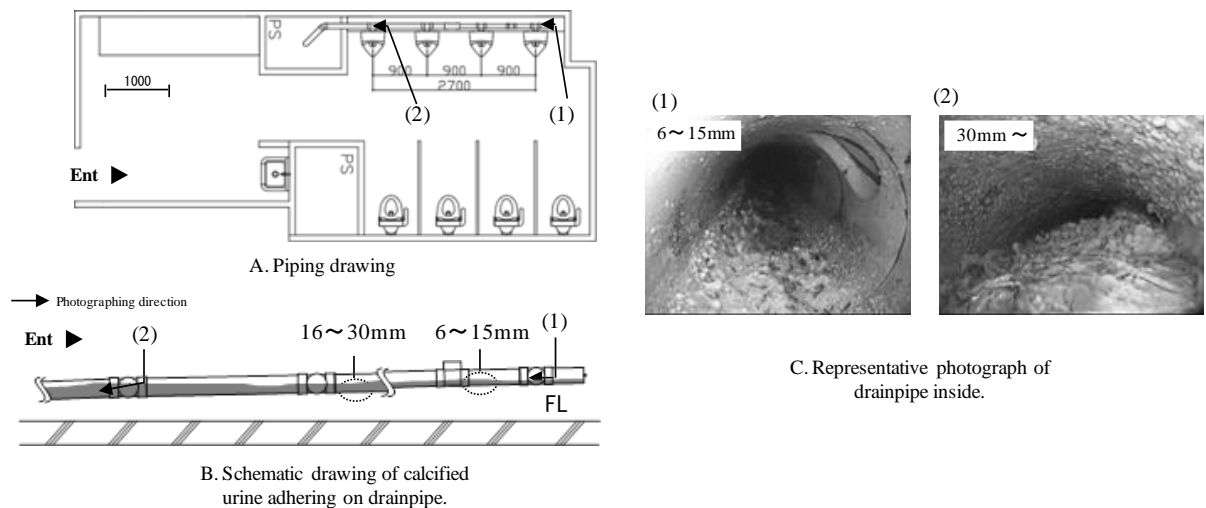 PS
(1)
900 900 900
2700
1000
(2)
(1)
Ent
PS
A. Piping drawing
Photographing direction
Ent
(2)
16～30mm
6～15mm
(1)
FL
B. Schematic drawing of calcified
urine adhering on drainpipe.
(1)
6～15mm
(2)
30mm ～
C. Representative photograph of
drainpipe inside.